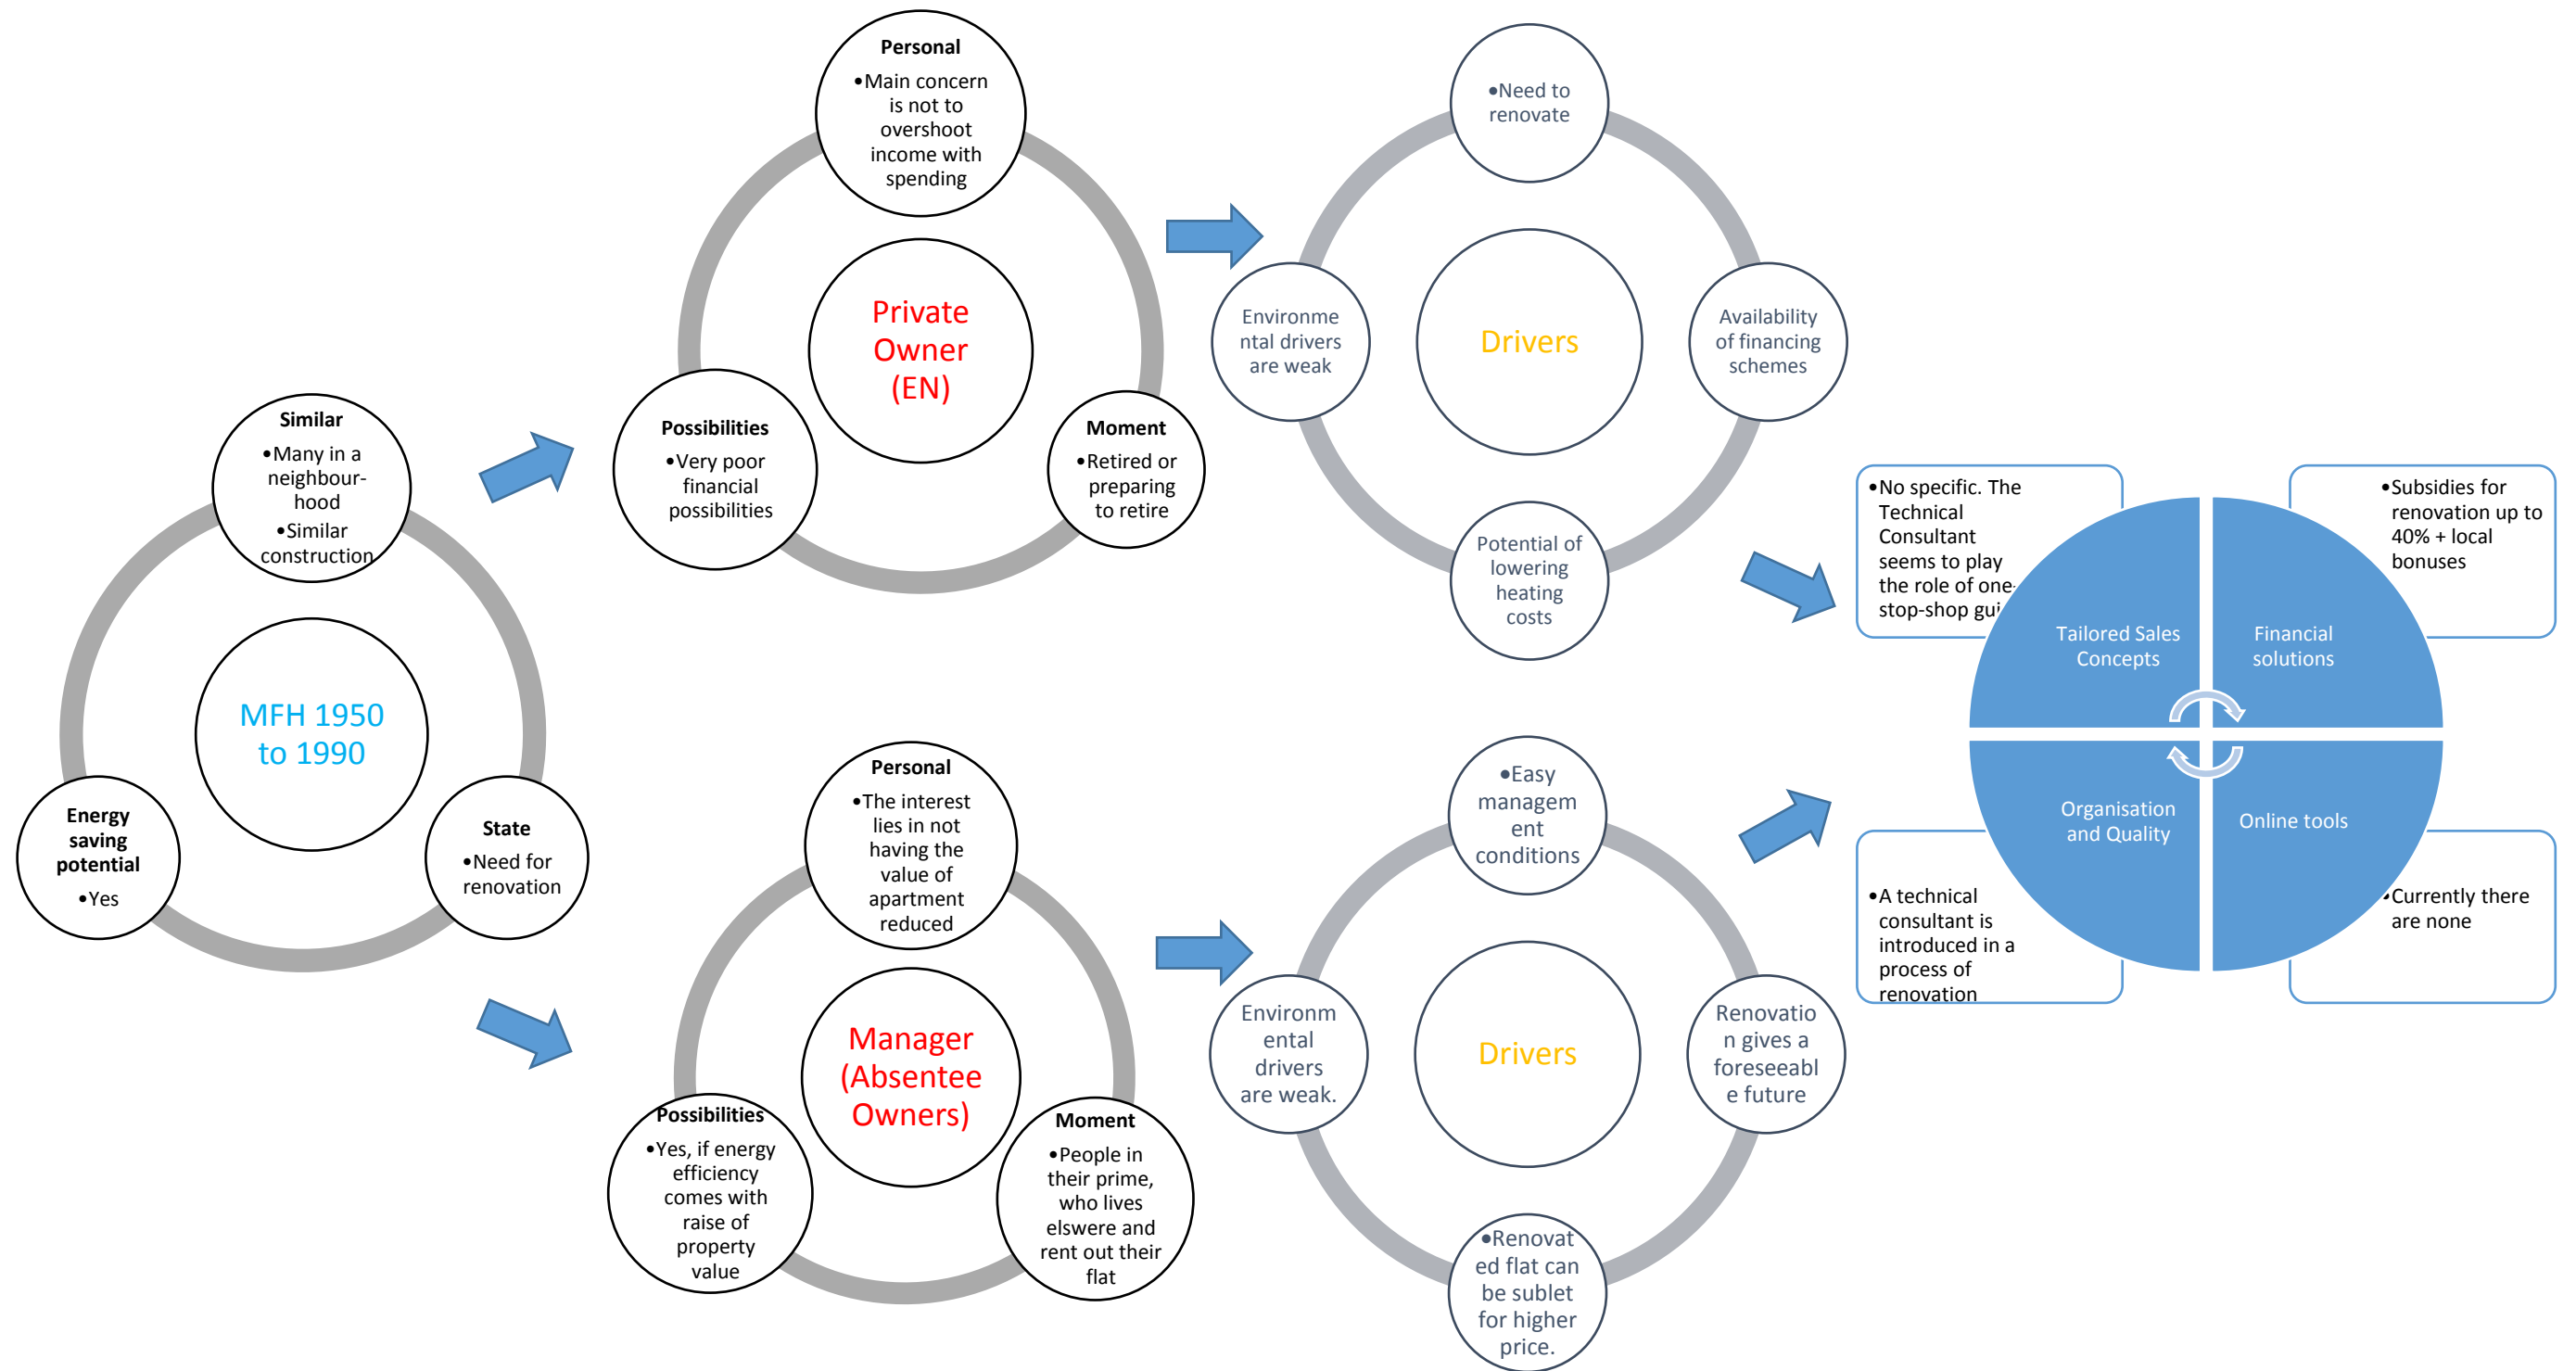 Similar
•Many in a
neighbour-
hood
•Similar
construction
MFH 1950
to 1990
Energy
saving
potential
•Yes
State
•Need for
renovation
Personal
•Main concern
is not to
overshoot
income with
spending
Private
Owner
(EN)
Possibilities
•Very poor
financial
possibilities
Moment
•Retired or
preparing
to retire
•Need to
renovate
Environme
ntal drivers
are weak
Drivers
Availability
of financing
schemes
Potential of
lowering
heating
costs
Personal
•The interest
lies in not
having the
value of
apartment
reduced
Manager
(Absentee
Owners)
Possibilities
•Yes, if energy
efficiency
comes with
raise of
property
value
Moment
•People in
their prime,
who lives
elswere and
rent out their
flat
•Easy
managem
ent
conditions
Environm
ental
drivers
are weak.
Drivers
Renovatio
n gives a
foreseeabl
e future
•Renovat
ed flat can
be sublet
for higher
price.
•No specific. The
Technical
Consultant
seems to play
the role of one-
stop-shop gui
•Subsidies for
renovation up to
40% + local
bonuses
Tailored Sales
Concepts
Financial
solutions
Organisation
and Quality
Online tools
•A technical
consultant is
introduced in a
process of
renovation
•Currently there
are none